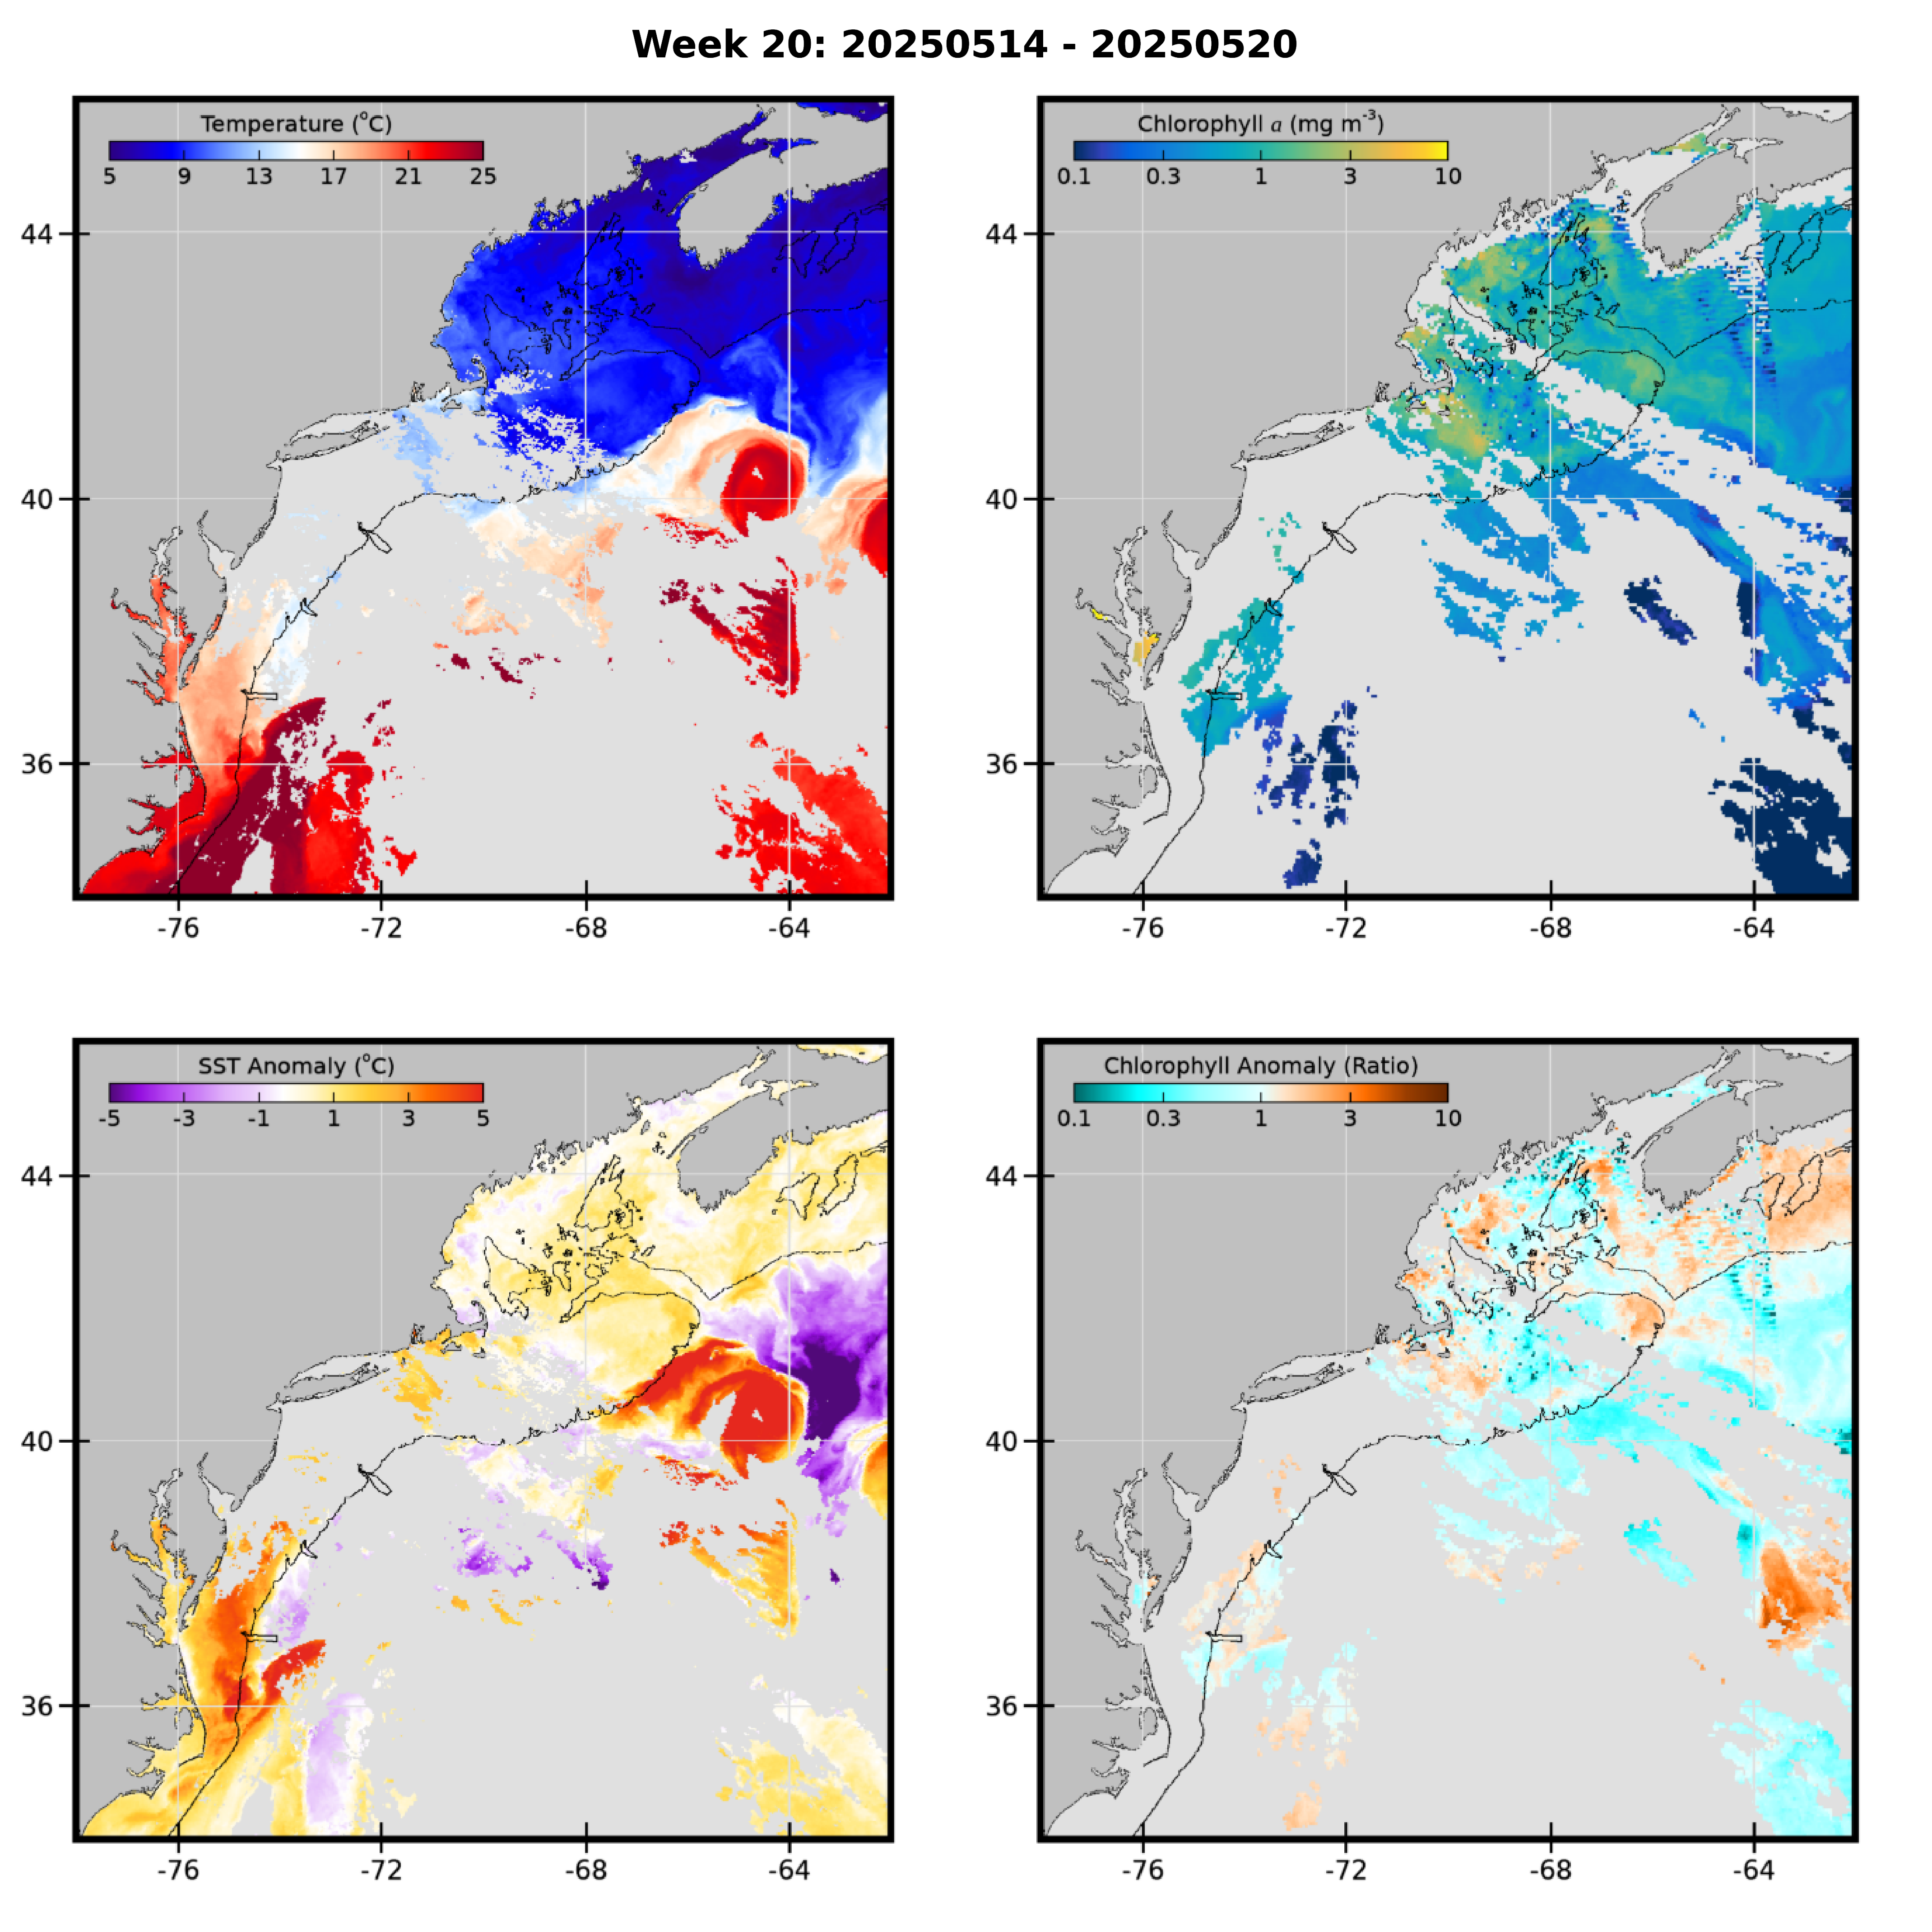 Week 20: 20250514 - 20250520
Temperature (°C)
5 9 13 17 21 25
44
40
36
-76 -72 -68 -64
Chlorophyll a (mg m⁻³)
0.1 0.3 1 3 10
44
40
36
-76 -72 -68 -64
SST Anomaly (°C)
-5 -3 -1 1 3 5
44
40
36
-76 -72 -68 -64
Chlorophyll Anomaly (Ratio)
0.1 0.3 1 3 10
44
40
36
-76 -72 -68 -64